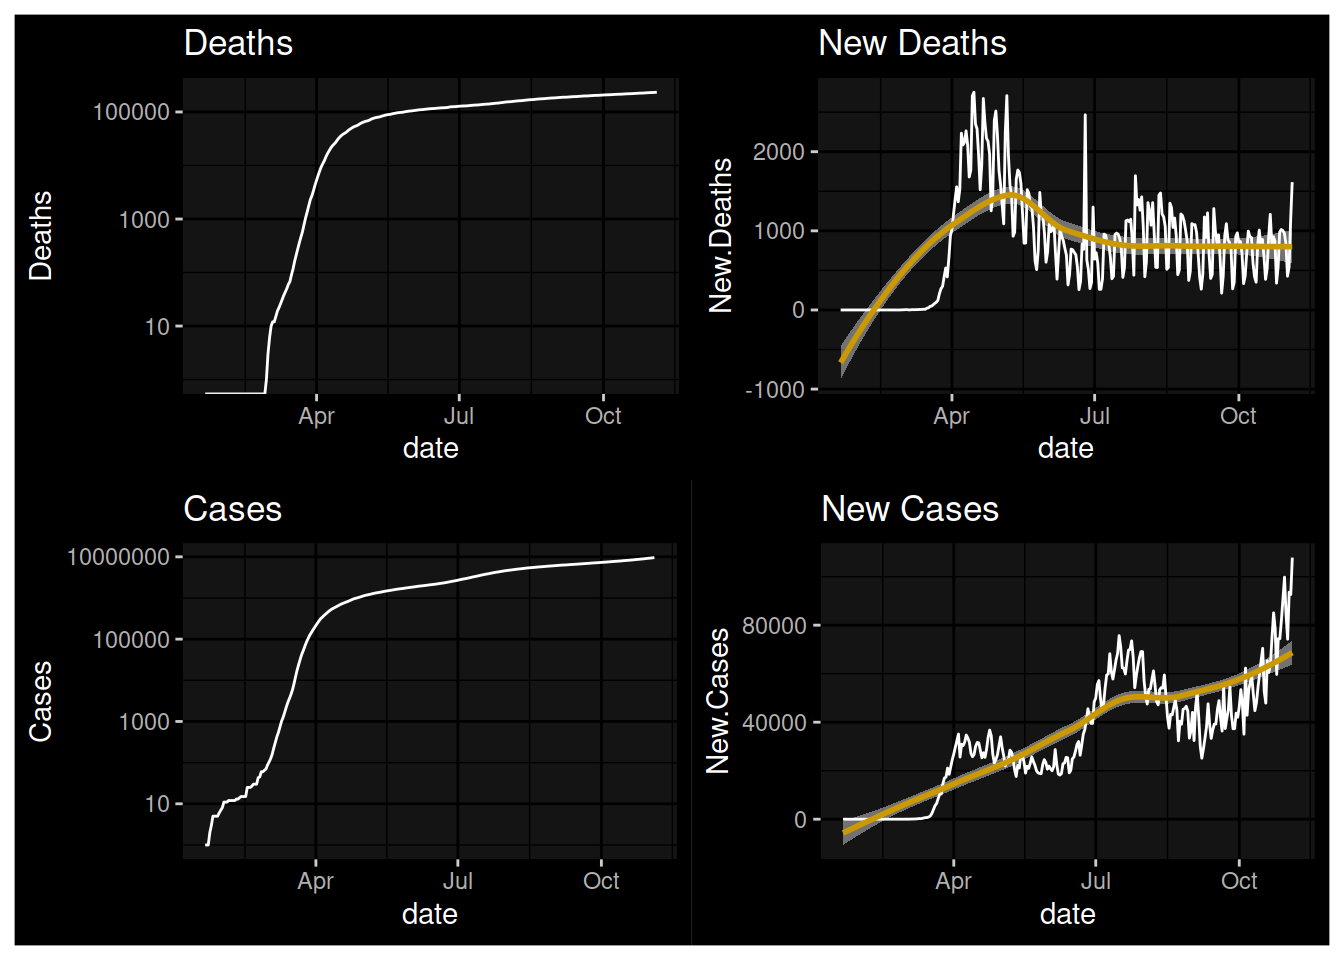 Deaths
Deaths
100000
1000
10
Apr Jul Oct
date
New Deaths
New.Deaths
2000
1000
0
-1000
Apr Jul Oct
date
Cases
Cases
10000000
100000
1000
10
Apr Jul Oct
date
New Cases
New.Cases
80000
40000
0
Apr Jul Oct
date